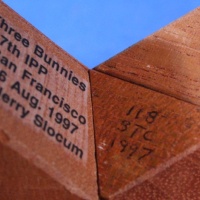 hree Bunnies
7th IPP
an Francisco
6 Aug. 1997
erry Slocum
118
STC
1997